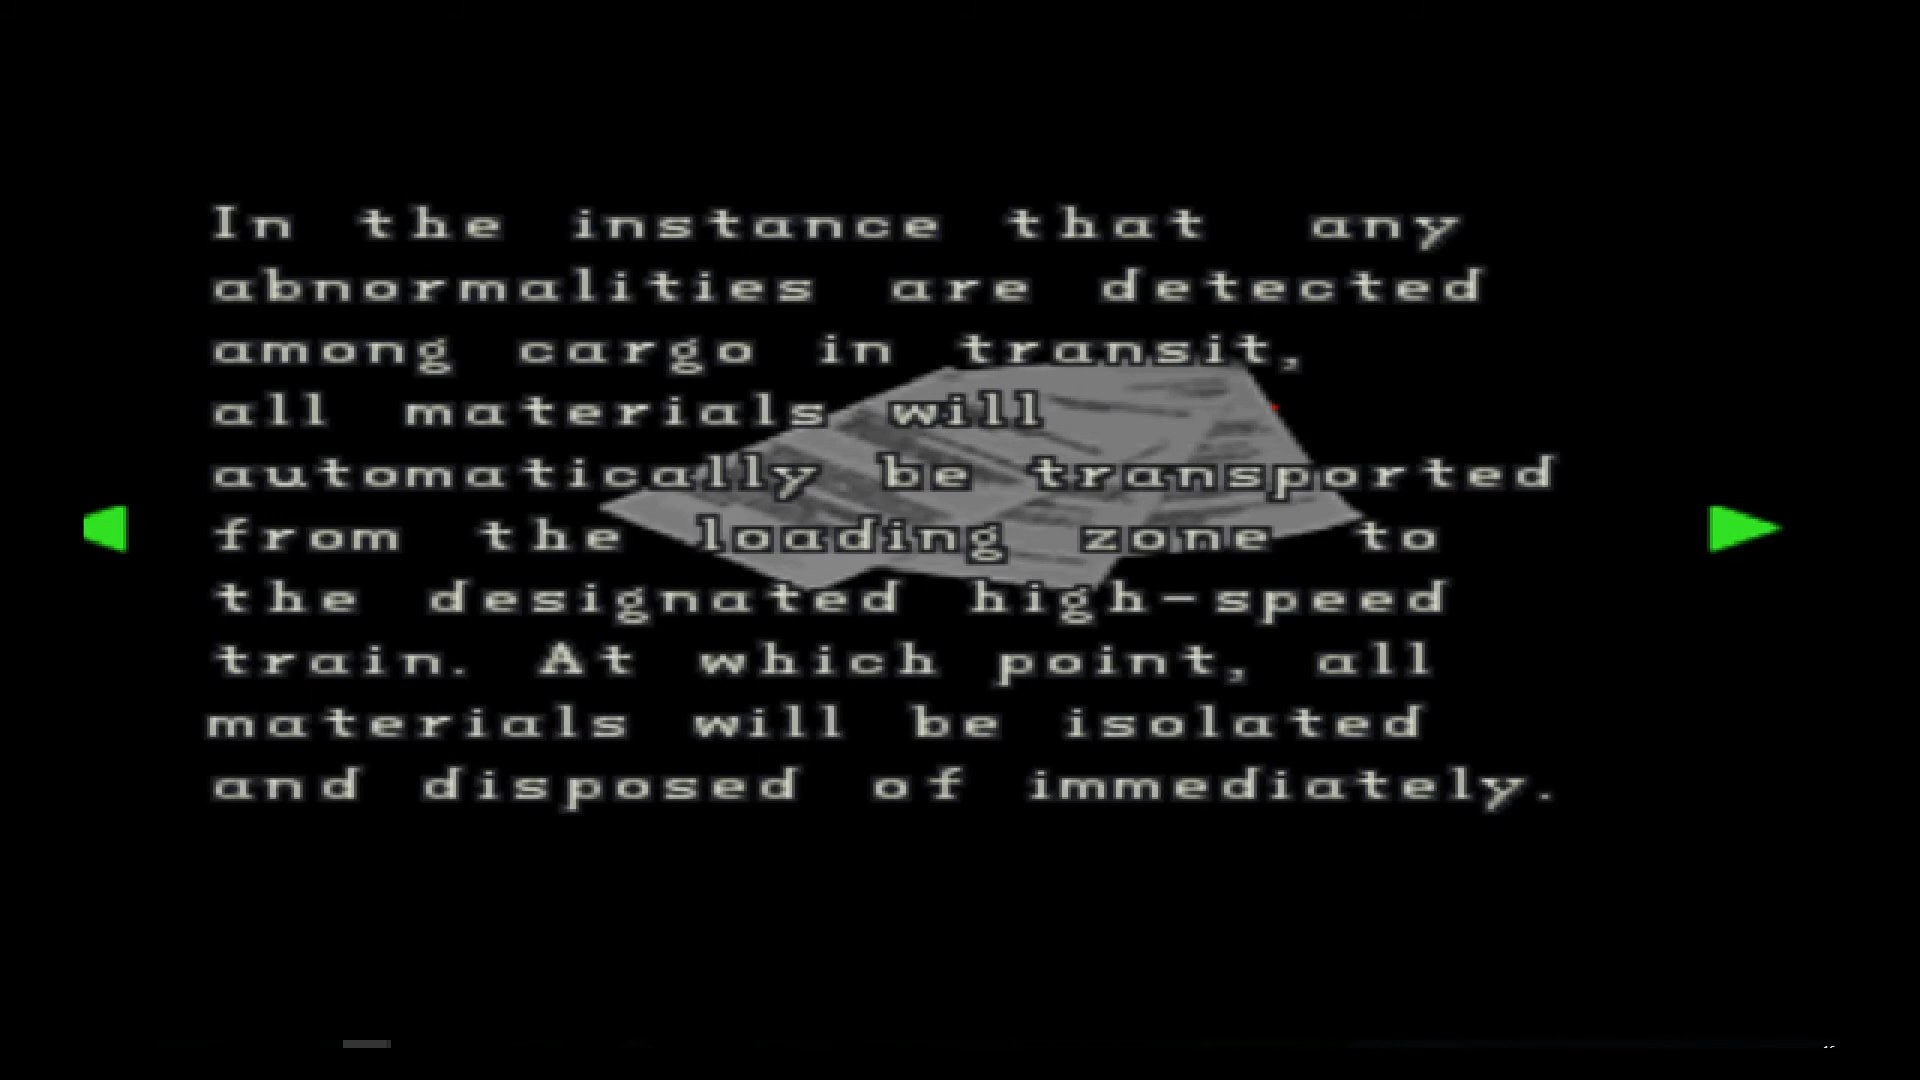 In the instance that any
abnormalities are detected
among cargo in transit,
all materials will
automatically be transported
from the loading zone to
the designated high-speed
train. At which point, all
materials will be isolated
and disposed of immediately.